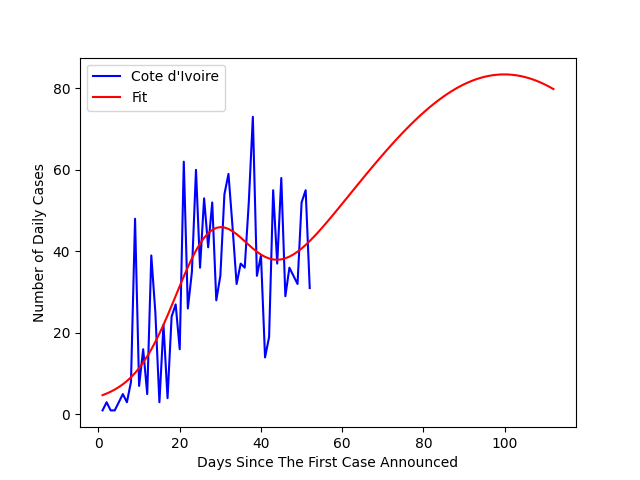 Cote d'Ivoire
Fit
Number of Daily Cases
80
60
40
20
0
0 20 40 60 80 100
Days Since The First Case Announced